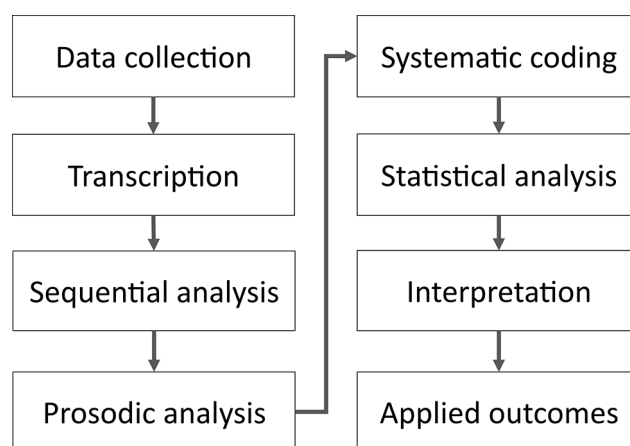 Data collection
Transcription
Sequential analysis
Prosodic analysis
Systematic coding
Statistical analysis
Interpretation
Applied outcomes